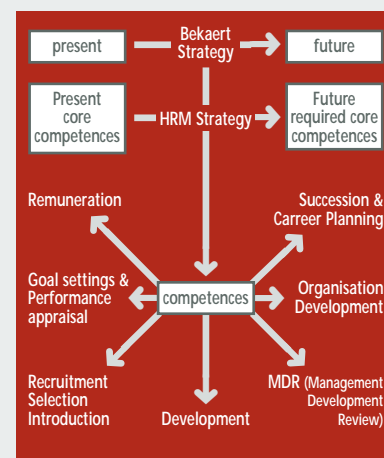 present
Bekaert
Strategy
future
Present
core
competences
HRM Strategy
Future
required core
competences
Remuneration
Succession &
Carreer Planning
Goal settings &
Performance
appraisal
competences
Organisation
Development
Recruitment
Selection
Introduction
Development
MDR (Management
Development
Review)